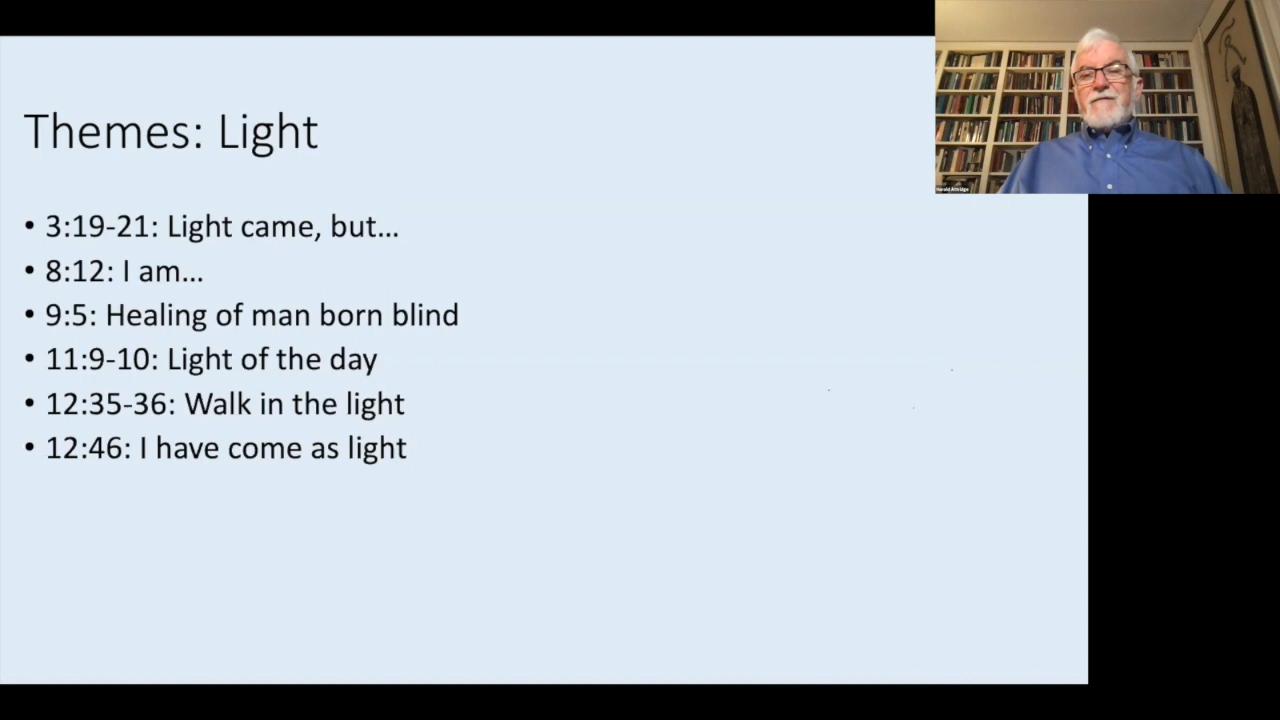 Themes: Light
• 3:19-21: Light came, but...
• 8:12: I am...
• 9:5: Healing of man born blind
• 11:9-10: Light of the day
• 12:35-36: Walk in the light
• 12:46: I have come as light
Harold Attridge